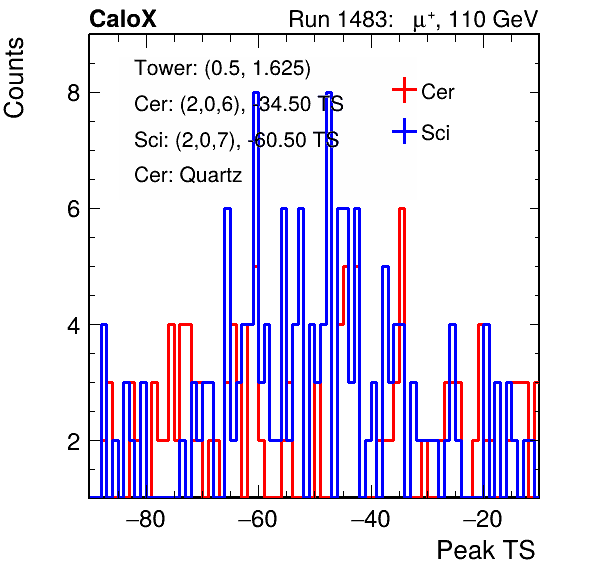 CaloX Run 1483: μ⁺, 110 GeV
Counts
Tower: (0.5, 1.625)
Cer: (2,0,6), -34.50 TS
Sci: (2,0,7), -60.50 TS
Cer: Quartz
Cer
Sci
8
6
4
2
−80 −60 −40 −20
Peak TS